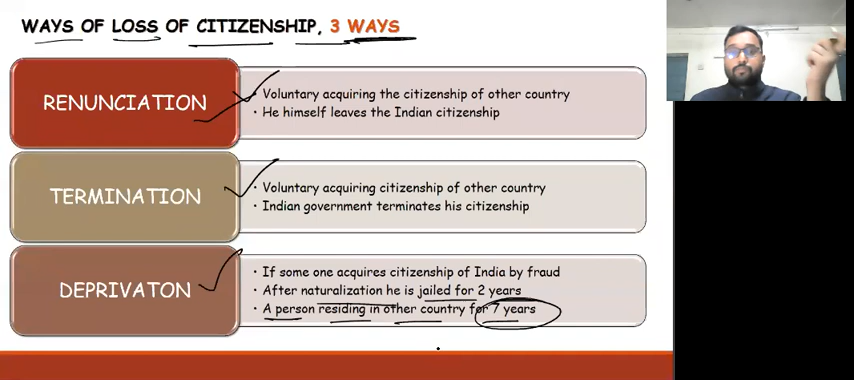 WAYS OF LOSS OF CITIZENSHIP, 3 WAYS
RENUNCIATION
• Voluntary acquiring the citizenship of other country
• He himself leaves the Indian citizenship
TERMINATION
• Voluntary acquiring citizenship of other country
• Indian government terminates his citizenship
DEPRIVATON
• If some one acquires citizenship of India by fraud
• After naturalization he is jailed for 2 years
• A person residing in other country for 7 years